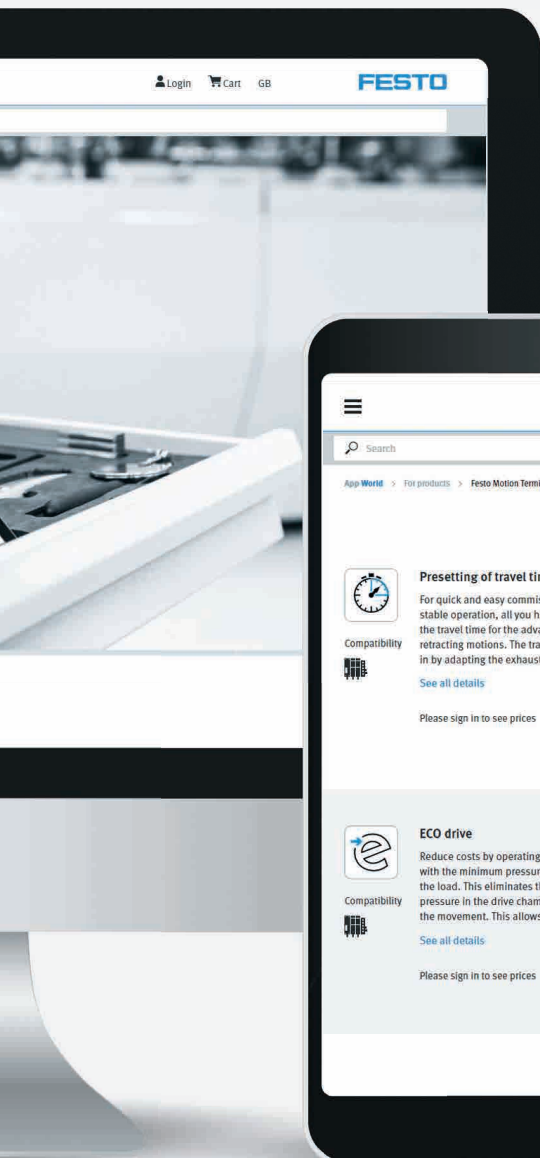 Login Cart GB FESTO
Search
App World > For products > Festo Motion Termi
Presetting of travel tin
For quick and easy commis
stable operation, all you h
the travel time for the adva
Compatibility
retracting motions. The tra
in by adapting the exhaust
See all details
Please sign in to see prices
ECO drive
Reduce costs by operating
with the minimum pressur
the load. This eliminates th
Compatibility
pressure in the drive cham
the movement. This allows
See all details
Please sign in to see prices